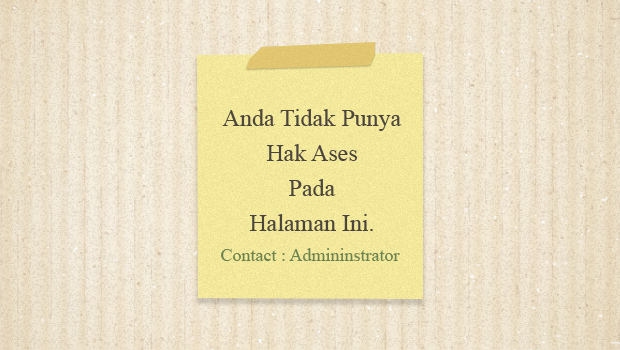 Anda Tidak Punya
Hak Ases
Pada
Halaman Ini.
Contact : Admininstrator